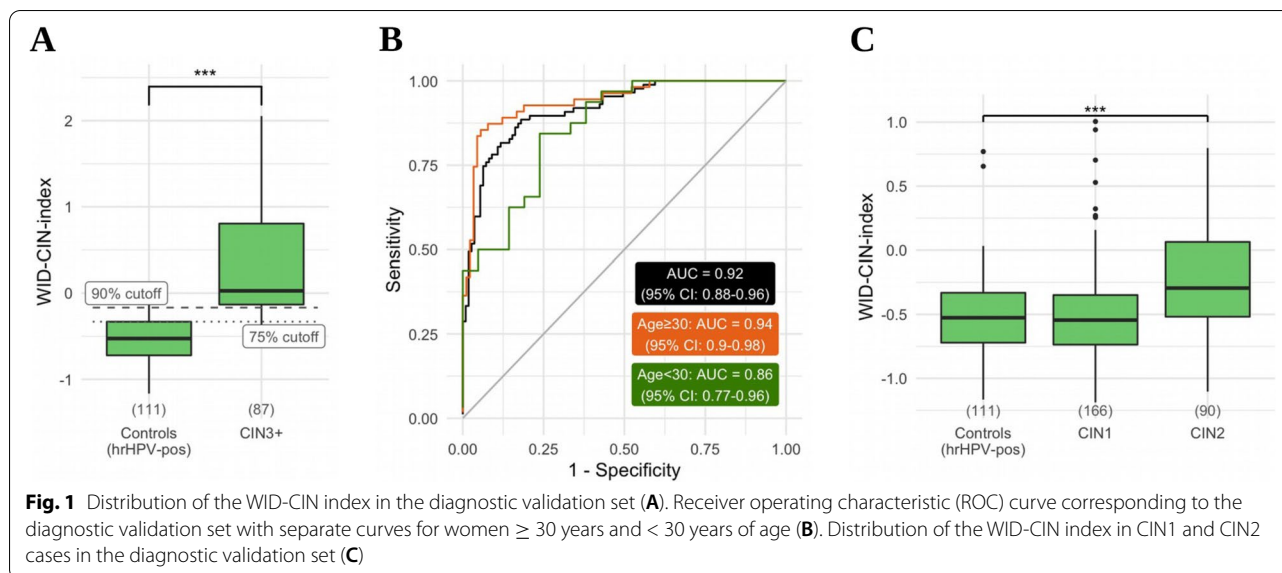 A
WID-CIN-index
2
1
0
-1
***
90% cutoff
75% cutoff
(111)
(87)
Controls
(hrHPV-pos)
CIN3+
B
Sensitivity
1.00
0.75
0.50
0.25
0.00
AUC = 0.92
(95% CI: 0.88-0.96)
Age≥30: AUC = 0.94
(95% CI: 0.9-0.98)
Age<30: AUC = 0.86
(95% CI: 0.77-0.96)
0.00
0.25
0.50
0.75
1.00
1 - Specificity
C
WID-CIN-index
1.0
0.5
0.0
-0.5
-1.0
***
(111)
(166)
(90)
Controls
(hrHPV-pos)
CIN1
CIN2
Fig. 1 Distribution of the WID-CIN index in the diagnostic validation set (A). Receiver operating characteristic (ROC) curve corresponding to the
diagnostic validation set with separate curves for women ≥ 30 years and < 30 years of age (B). Distribution of the WID-CIN index in CIN1 and CIN2
cases in the diagnostic validation set (C)